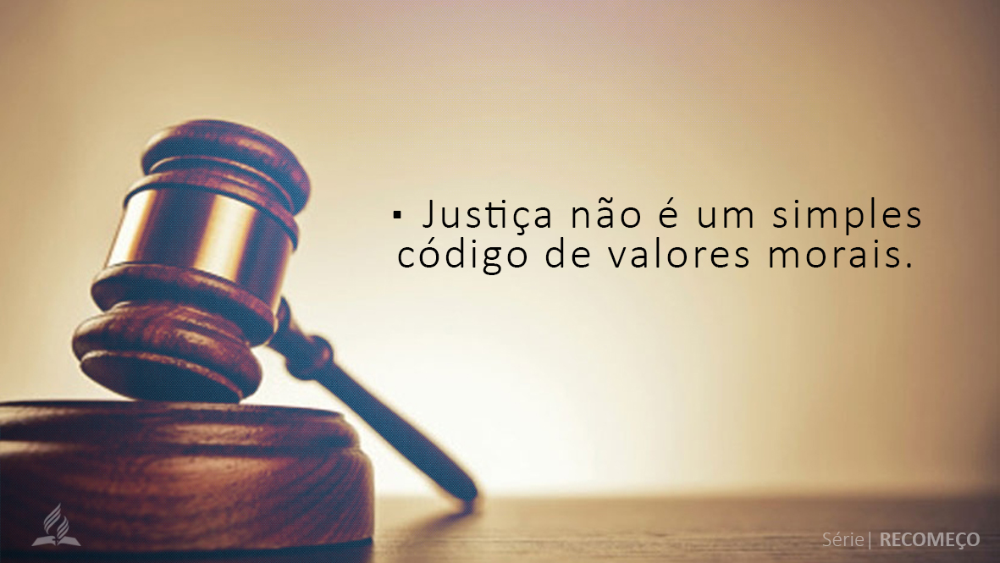 ▪ Justiça não é um simples
código de valores morais.
Série| RECOMEÇO